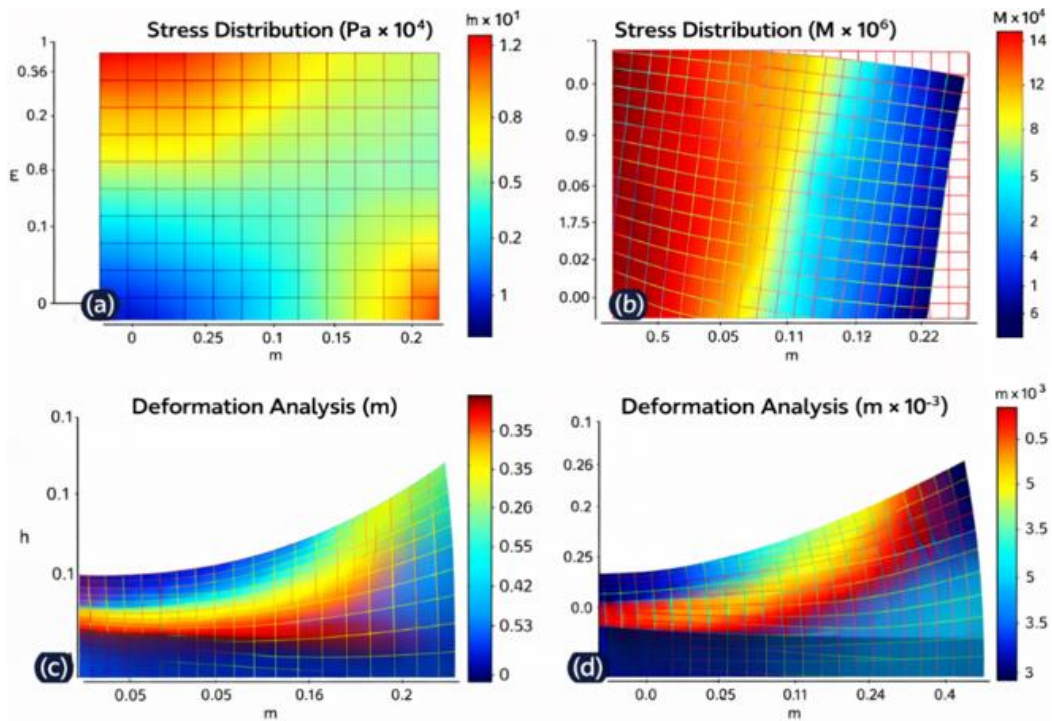 Stress Distribution (Pa × 10⁴)
m × 10¹
1
0.56
0.2
0.8
0.1
0
m
1.2
0.8
0.5
0.2
1
(a)
0 0.25 0.1 0.15 0.2
m
Stress Distribution (M × 10⁶)
M × 10⁴
0.0
0.9
0.06
1.7.5
0.02
0.00
14
12
5
2
4
1
6
(b)
0.5 0.05 0.11 0.12 0.22
m
Deformation Analysis (m)
0.1
0.1
0.1
h
0.35
0.35
0.26
0.55
0.42
0.53
0
(c)
0.05 0.05 0.16 0.2
m
Deformation Analysis (m × 10⁻³)
m × 10³
0.1
0.26
0.2
0.25
0.0
0.5
3
3.5
5
3.5
3
(d)
0.0 0.25 0.11 0.24 0.4
m